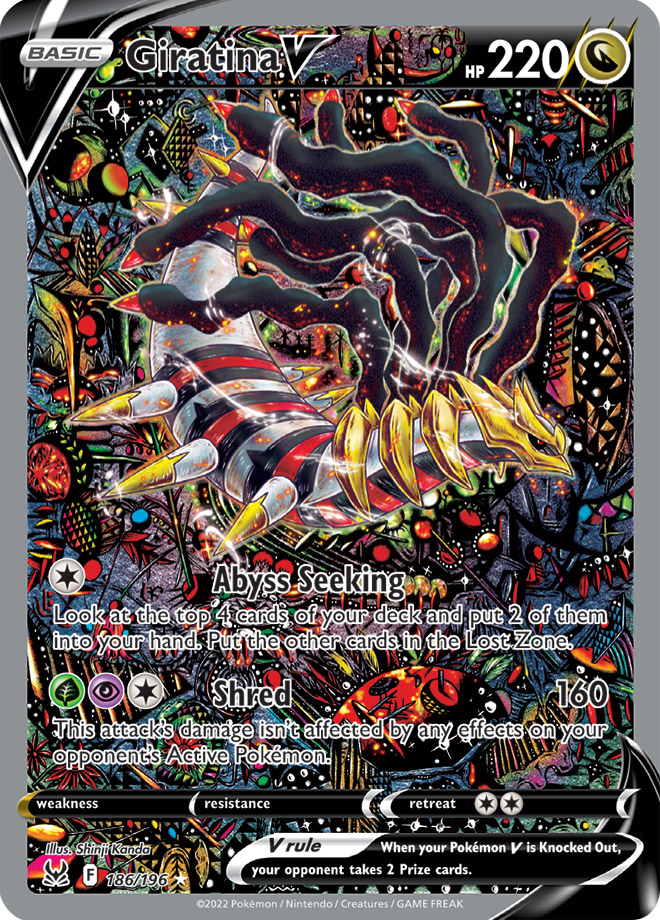 BASIC Giratina V HP 220
Abyss Seeking
Look at the top 4 cards of your deck and put 2 of them
into your hand. Put the other cards in the Lost Zone.
Shred 160
This attack's damage isn't affected by any effects on your
opponent's Active Pokémon.
weakness resistance retreat
Illus. Shinji Kanda
V rule When your Pokémon V is Knocked Out,
your opponent takes 2 Prize cards.
F 186/196
©2022 Pokémon / Nintendo / Creatures / GAME FREAK